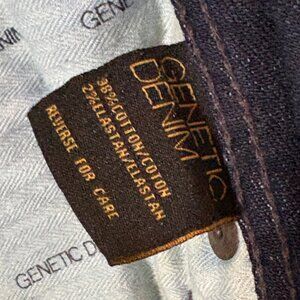 GENETIC
DENIM
98%COTTON/COTON
2%ELASTAN/ELASTAN
REVERSE FOR CARE
GENETIC D
GENETIC